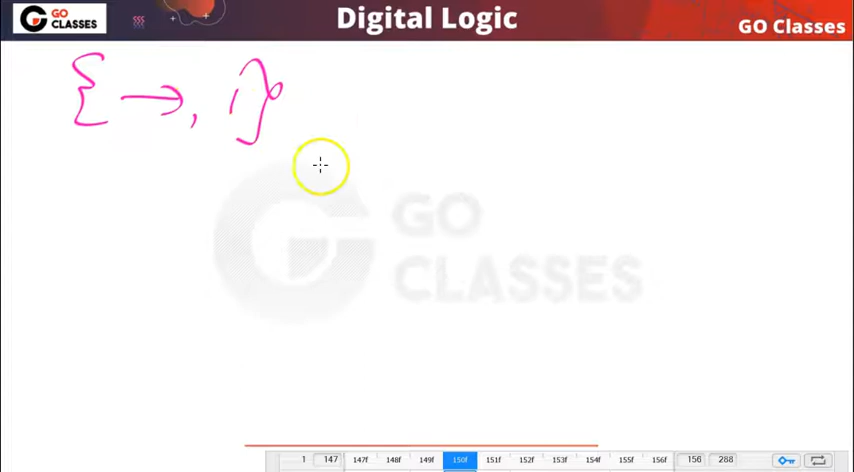 GO CLASSES
Digital Logic
GO Classes
{ →, 1}
GO
CLASSES
1 147 147f 148f 149f 150f 151f 152f 153f 154f 155f 156f 156 288